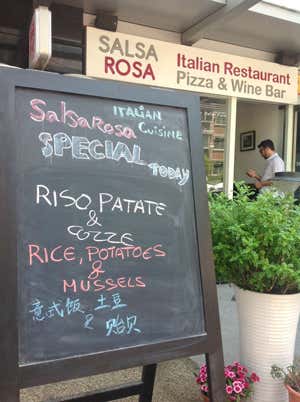 SALSA
ROSA
Italian Restaurant
Pizza & Wine Bar
SalsaRosa
ITALIAN
Cuisine
SPECIAL
TODAY
RISO, PATATE
&
COZZE
RICE, POTATOES
&
MUSSELS
意式饭 土豆
& 贻贝